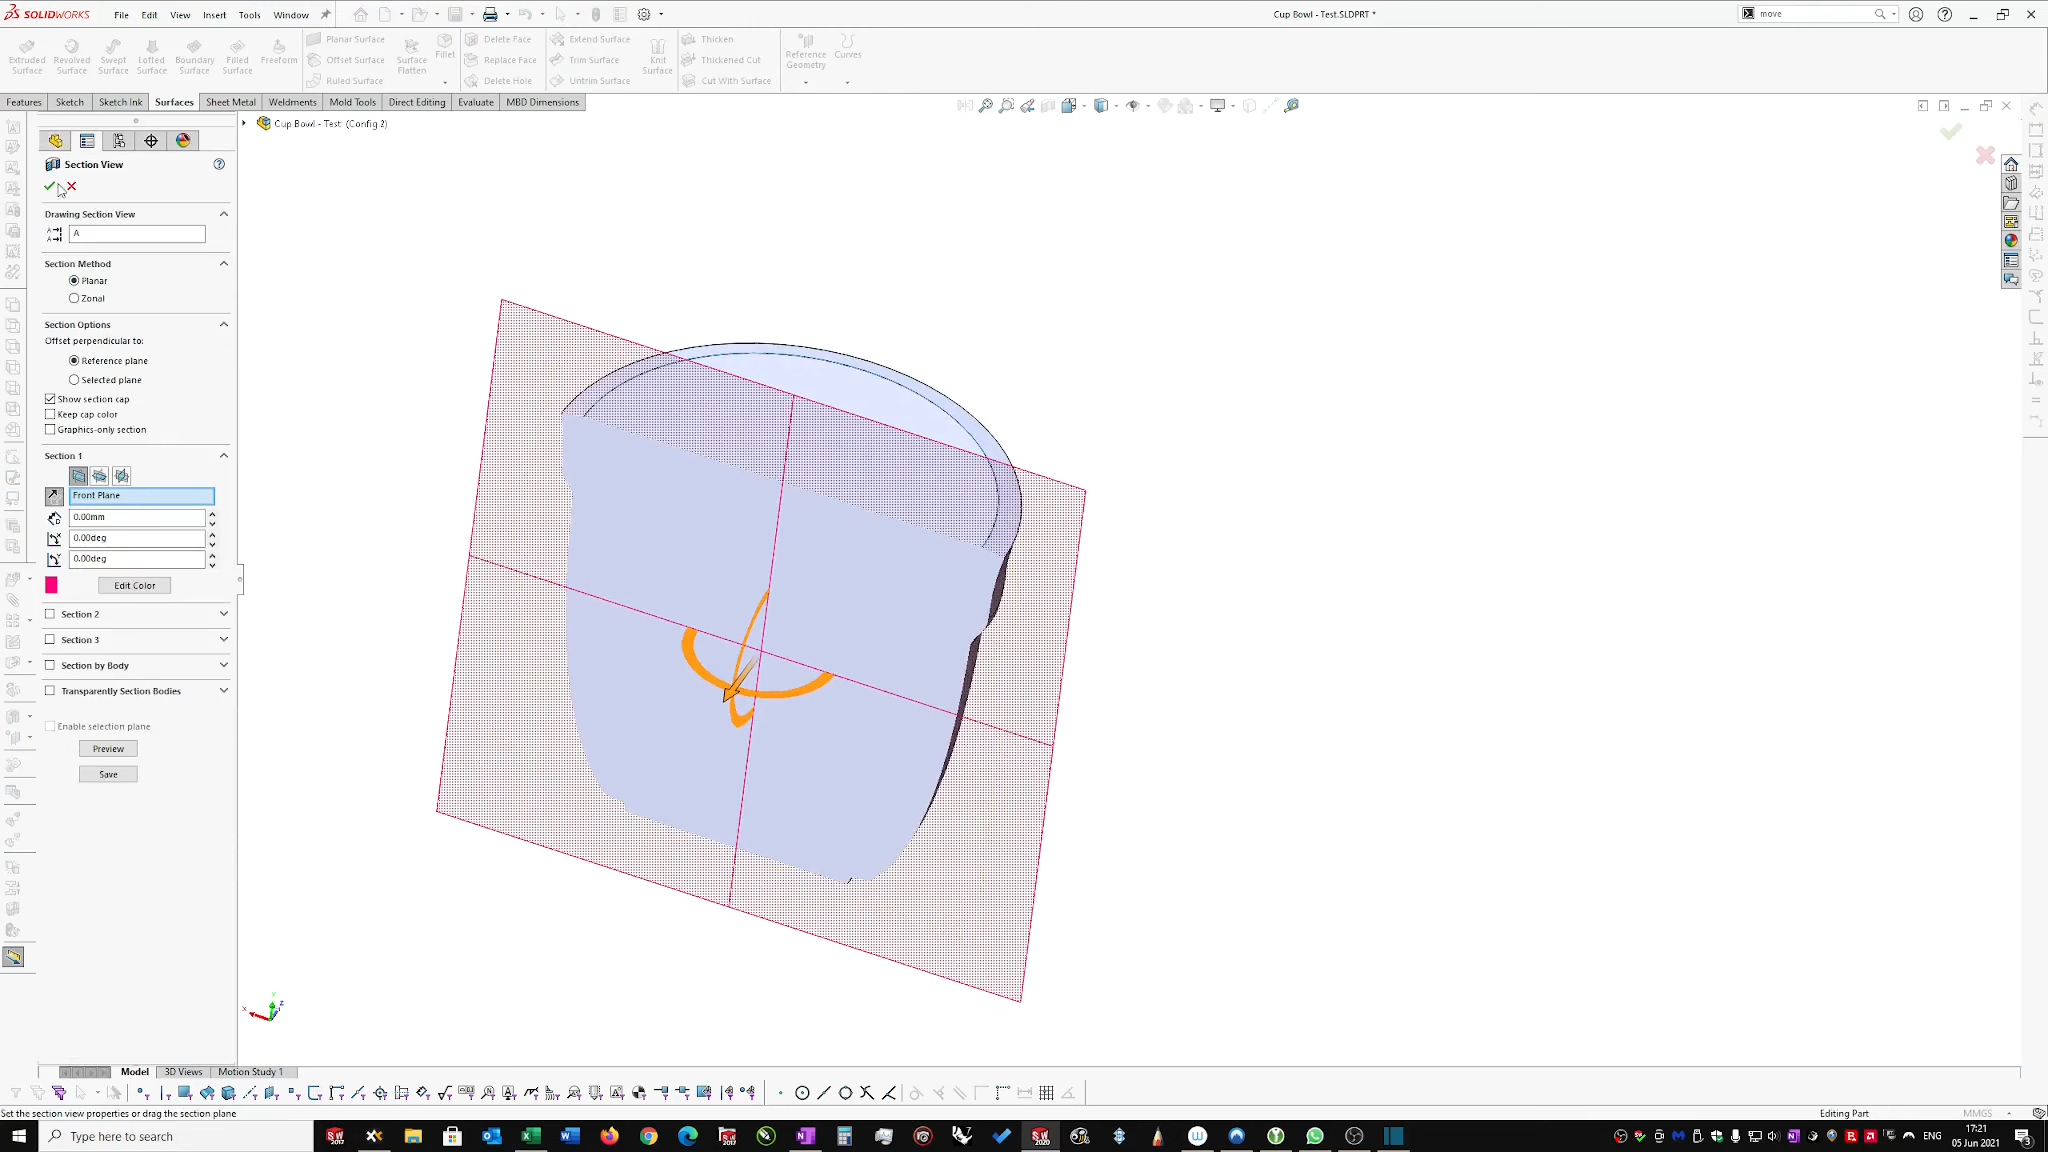 SOLIDWORKS File Edit View Insert Tools Window Cup Bowl - Test.SLDPRT * move
Extruded Surface Revolved Surface Swept Surface Lofted Surface Boundary Surface Filled Surface Freeform Planar Surface Offset Surface Ruled Surface Surface Flatten Fillet Delete Face Replace Face Delete Hole Extend Surface Trim Surface Untrim Surface Knit Surface Thicken Thickened Cut Cut With Surface Reference Geometry Curves
Features Sketch Sketch Ink Surfaces Sheet Metal Weldments Mold Tools Direct Editing Evaluate MBD Dimensions
Cup Bowl - Test (Config 2)
Section View
Drawing Section View
A
Section Method
Planar
Zonal
Section Options
Offset perpendicular to:
Reference plane
Selected plane
Show section cap
Keep cap color
Graphics-only section
Section 1
Front Plane
0.00mm
0.00deg
0.00deg
Edit Color
Section 2
Section 3
Section by Body
Transparently Section Bodies
Enable selection plane
Preview
Save
Model 3D Views Motion Study 1
Set the section view properties or drag the section plane Editing Part MMGS
Type here to search ENG 17:21
05 Jun 2021